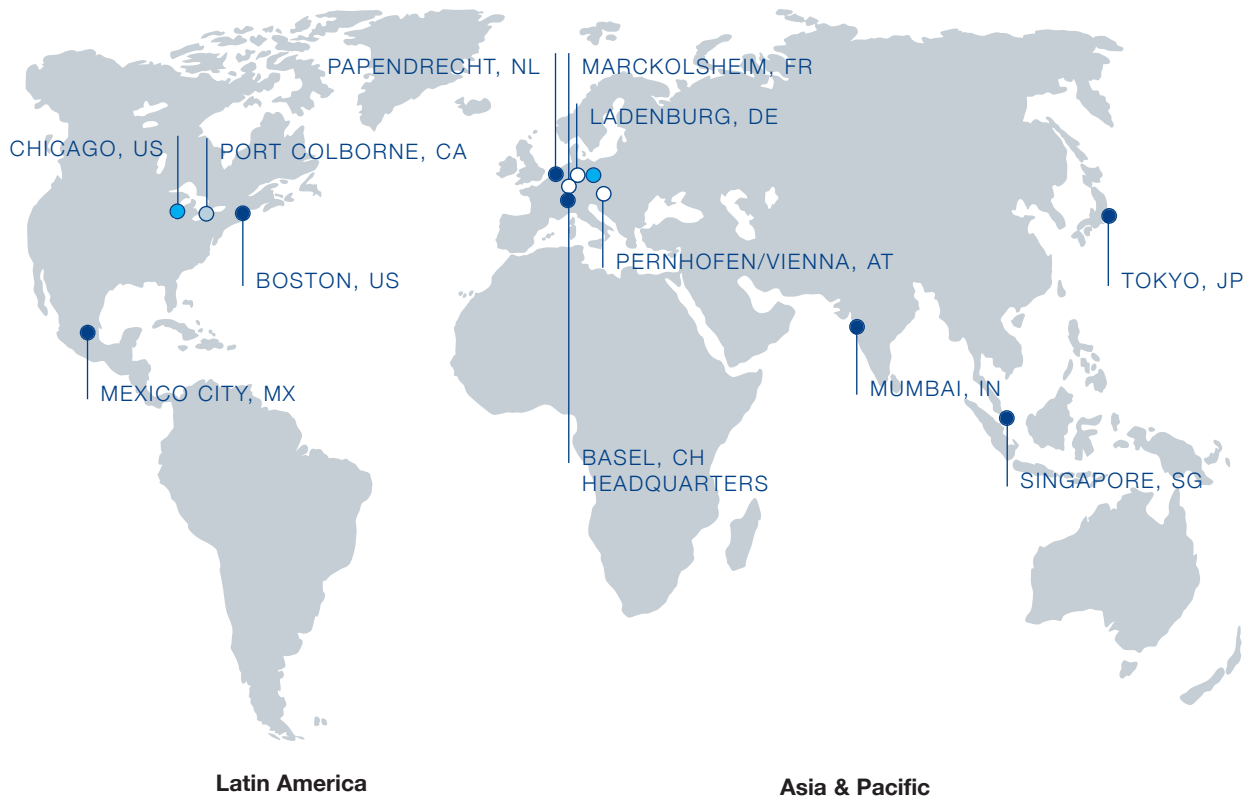 PAPENDRECHT, NL
MARCKOLSHEIM, FR
LADENBURG, DE
CHICAGO, US
PORT COLBORNE, CA
BOSTON, US
PERNHOFEN/VIENNA, AT
TOKYO, JP
MEXICO CITY, MX
MUMBAI, IN
BASEL, CH
HEADQUARTERS
SINGAPORE, SG
Latin America
Asia & Pacific